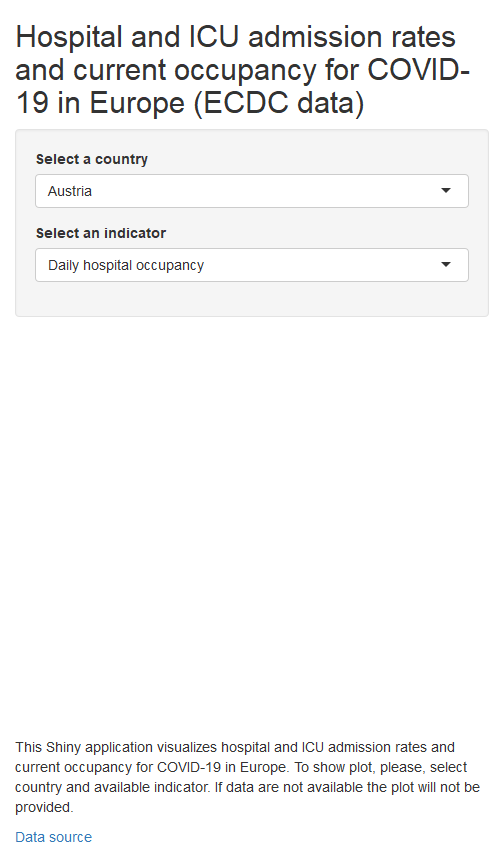 Hospital and ICU admission rates
and current occupancy for COVID-
19 in Europe (ECDC data)
Select a country
Austria
Select an indicator
Daily hospital occupancy
This Shiny application visualizes hospital and ICU admission rates and
current occupancy for COVID-19 in Europe. To show plot, please, select
country and available indicator. If data are not available the plot will not be
provided.
Data source